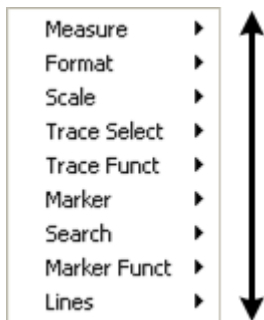 Measure
Format
Scale
Trace Select
Trace Funct
Marker
Search
Marker Funct
Lines